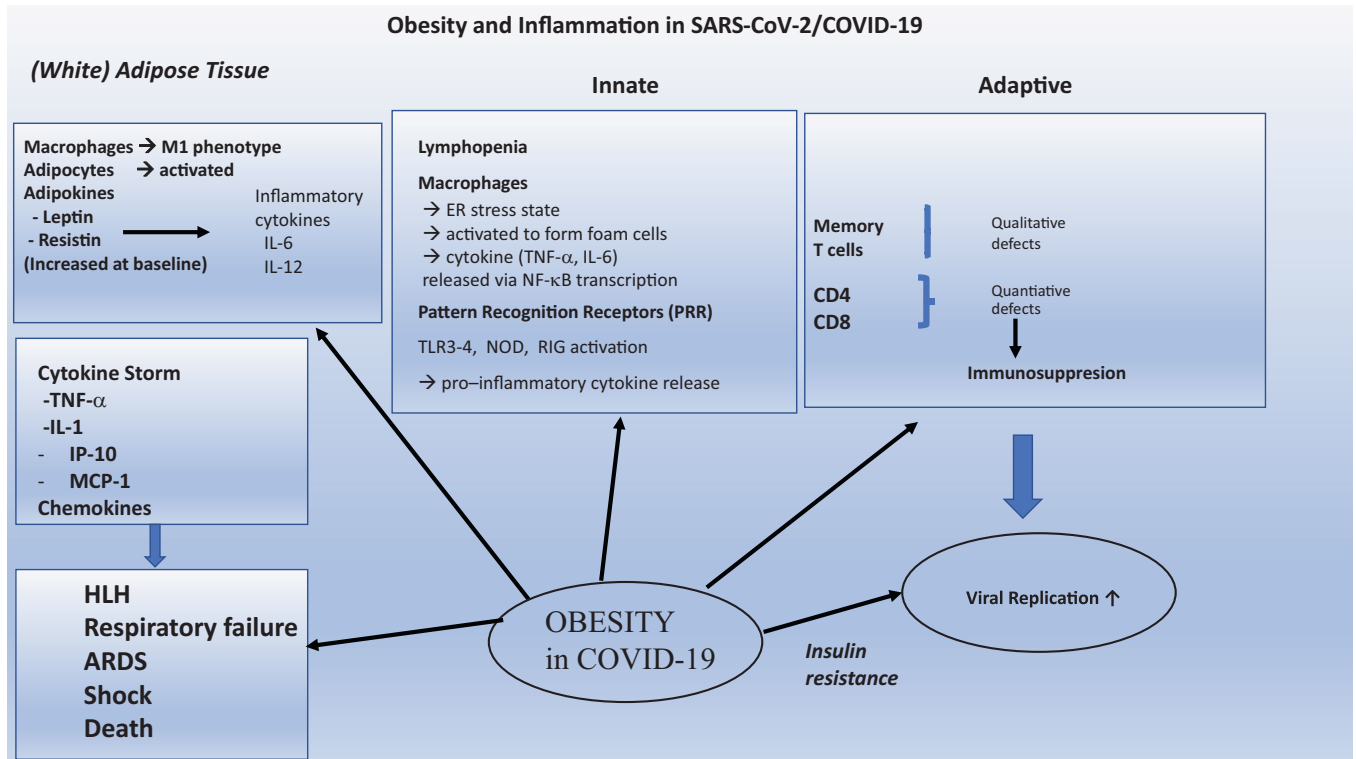 Obesity and Inflammation in SARS-CoV-2/COVID-19
(White) Adipose Tissue
Macrophages → M1 phenotype
Adipocytes → activated
Adipokines
- Leptin
- Resistin
(Increased at baseline)
Inflammatory
cytokines
IL-6
IL-12
Cytokine Storm
-TNF-α
-IL-1
- IP-10
- MCP-1
Chemokines
HLH
Respiratory failure
ARDS
Shock
Death
Innate
Lymphopenia
Macrophages
→ ER stress state
→ activated to form foam cells
→ cytokine (TNF-α, IL-6)
released via NF-κB transcription
Pattern Recognition Receptors (PRR)
TLR3-4, NOD, RIG activation
→ pro–inflammatory cytokine release
Adaptive
Memory
T cells
Qualitative
defects
CD4
CD8
Quantiative
defects
Immunosuppresion
Viral Replication ↑
OBESITY
in COVID-19
Insulin
resistance